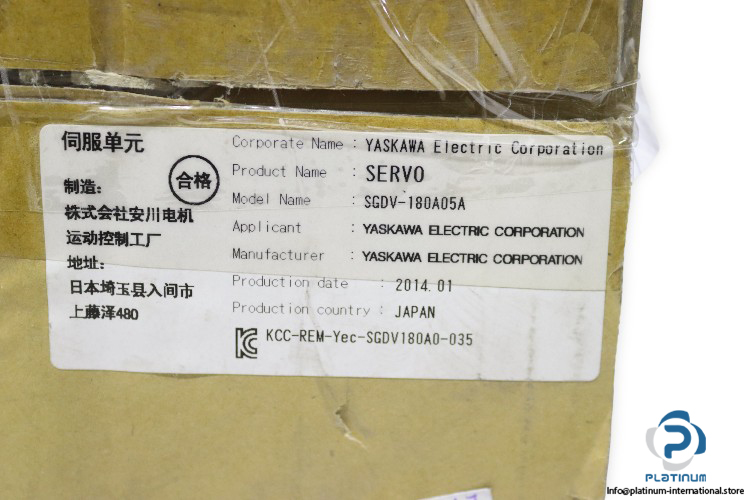 伺服单元
合格
制造:
株式会社安川电机
运动控制工厂
地址:
日本埼玉县入间市
上藤泽480
Corporate Name : YASKAWA Electric Corporation
Product Name : SERVO
Model Name : SGDV-180A05A
Applicant : YASKAWA ELECTRIC CORPORATION
Manufacturer : YASKAWA ELECTRIC CORPORATION
Production date : 2014.01
Production country : JAPAN
KCC-REM-Yec-SGDV180A0-035
PLATINUM
Info@platinum-international.store